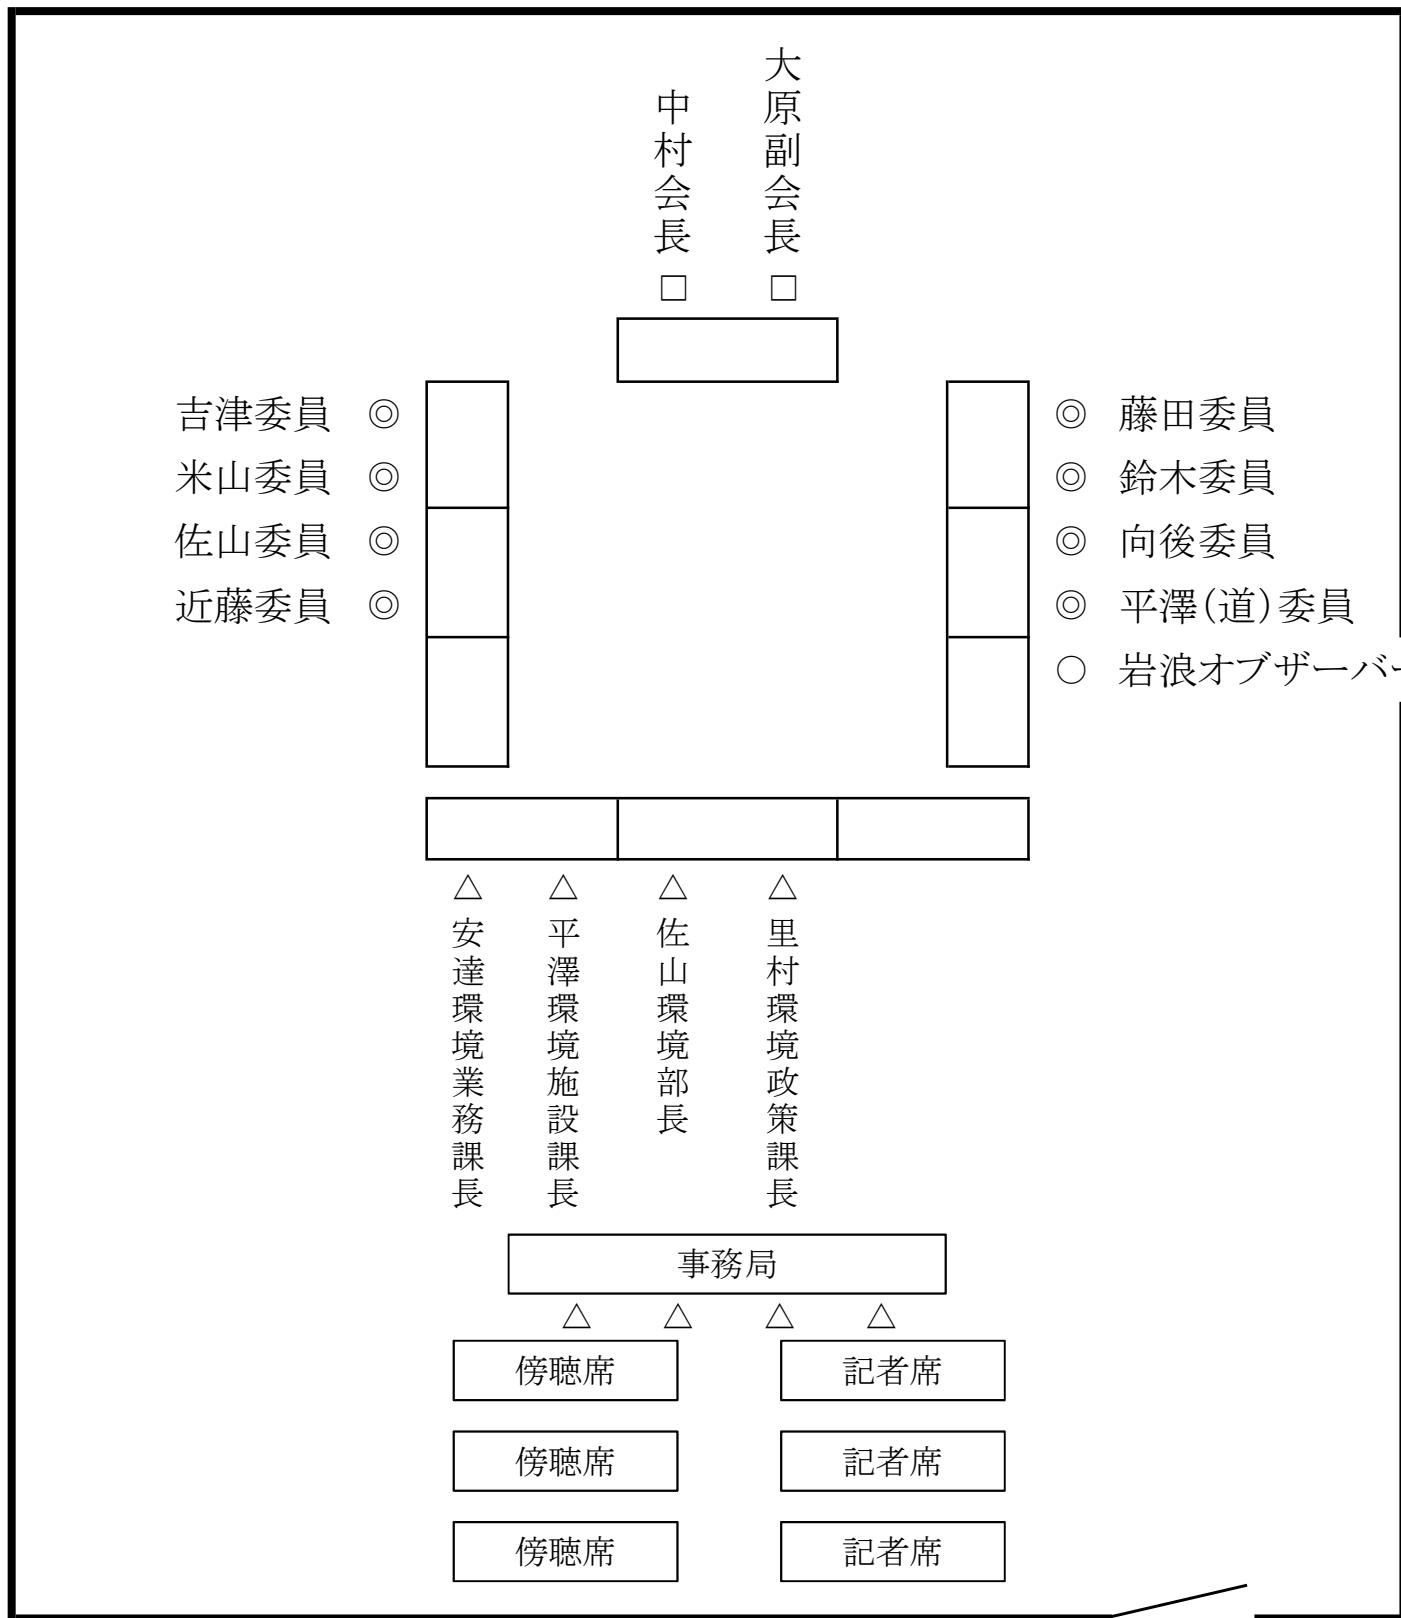 中村会長 □
大原副会長 □
吉津委員 ◎
米山委員 ◎
佐山委員 ◎
近藤委員 ◎
◎ 藤田委員
◎ 鈴木委員
◎ 向後委員
◎ 平澤(道)委員
○ 岩浪オブザーバー
△ 安達環境業務課長
△ 平澤環境施設課長
△ 佐山環境部長
△ 里村環境政策課長
事務局
△ △ △ △
傍聴席 記者席
傍聴席 記者席
傍聴席 記者席